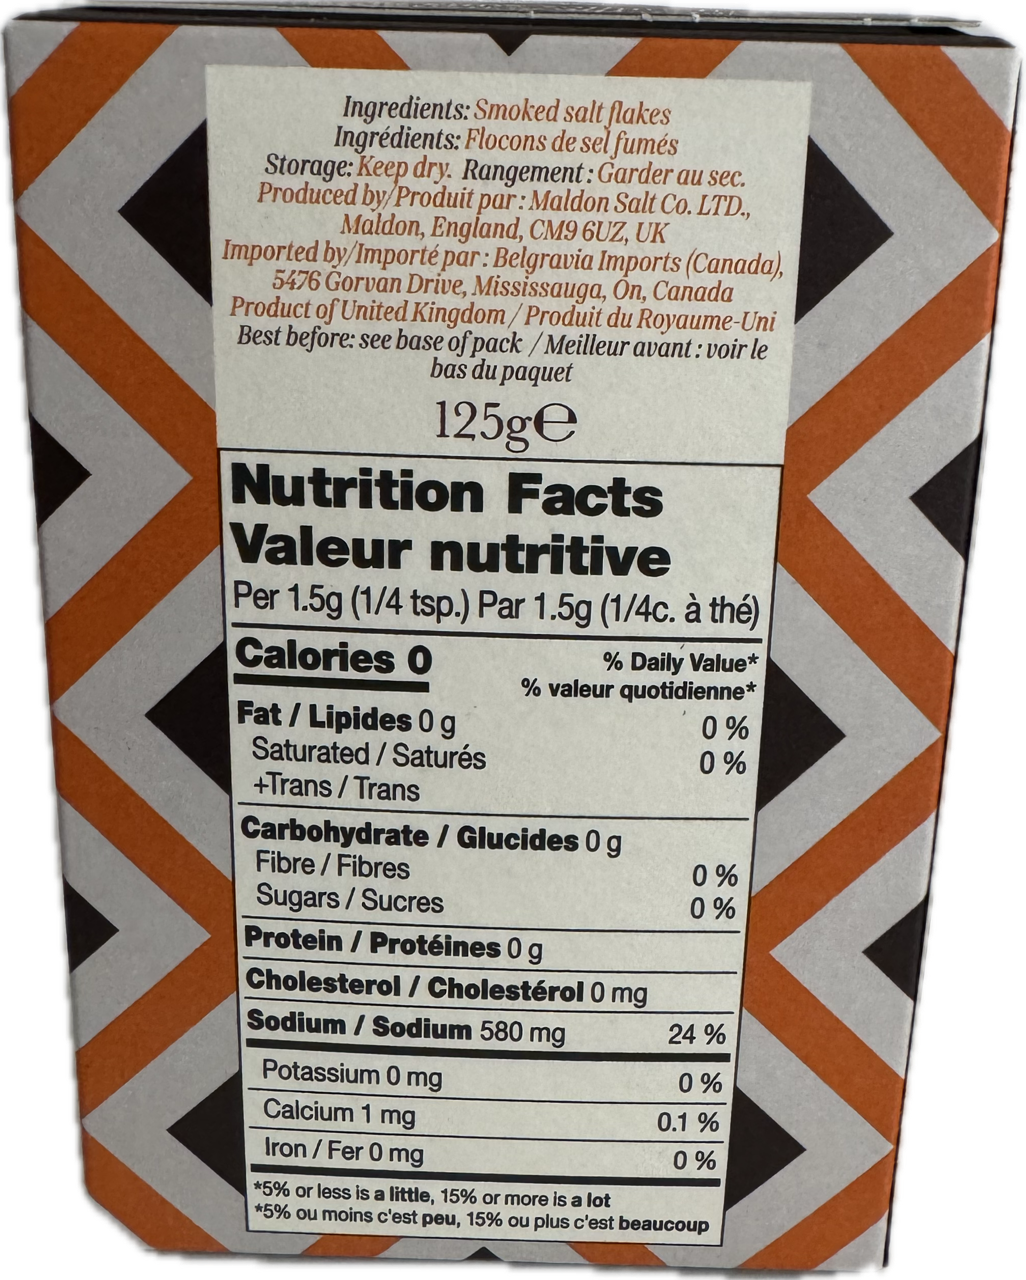 Ingredients: Smoked salt flakes
Ingrédients: Flocons de sel fumés
Storage: Keep dry. Rangement : Garder au sec.
Produced by/Produit par : Maldon Salt Co. LTD.,
Maldon, England, CM9 6UZ, UK
Imported by/Importé par : Belgravia Imports (Canada),
5476 Gorvan Drive, Mississauga, On, Canada
Product of United Kingdom / Produit du Royaume-Uni
Best before: see base of pack / Meilleur avant : voir le
bas du paquet
125g℮
Nutrition Facts
Valeur nutritive
Per 1.5g (1/4 tsp.) Par 1.5g (1/4c. à thé)
Calories 0
% Daily Value*
% valeur quotidienne*
Fat / Lipides 0 g 0 %
Saturated / Saturés 0 %
+Trans / Trans
Carbohydrate / Glucides 0 g
Fibre / Fibres 0 %
Sugars / Sucres 0 %
Protein / Protéines 0 g
Cholesterol / Cholestérol 0 mg
Sodium / Sodium 580 mg 24 %
Potassium 0 mg 0 %
Calcium 1 mg 0.1 %
Iron / Fer 0 mg 0 %
*5% or less is a little, 15% or more is a lot
*5% ou moins c'est peu, 15% ou plus c'est beaucoup